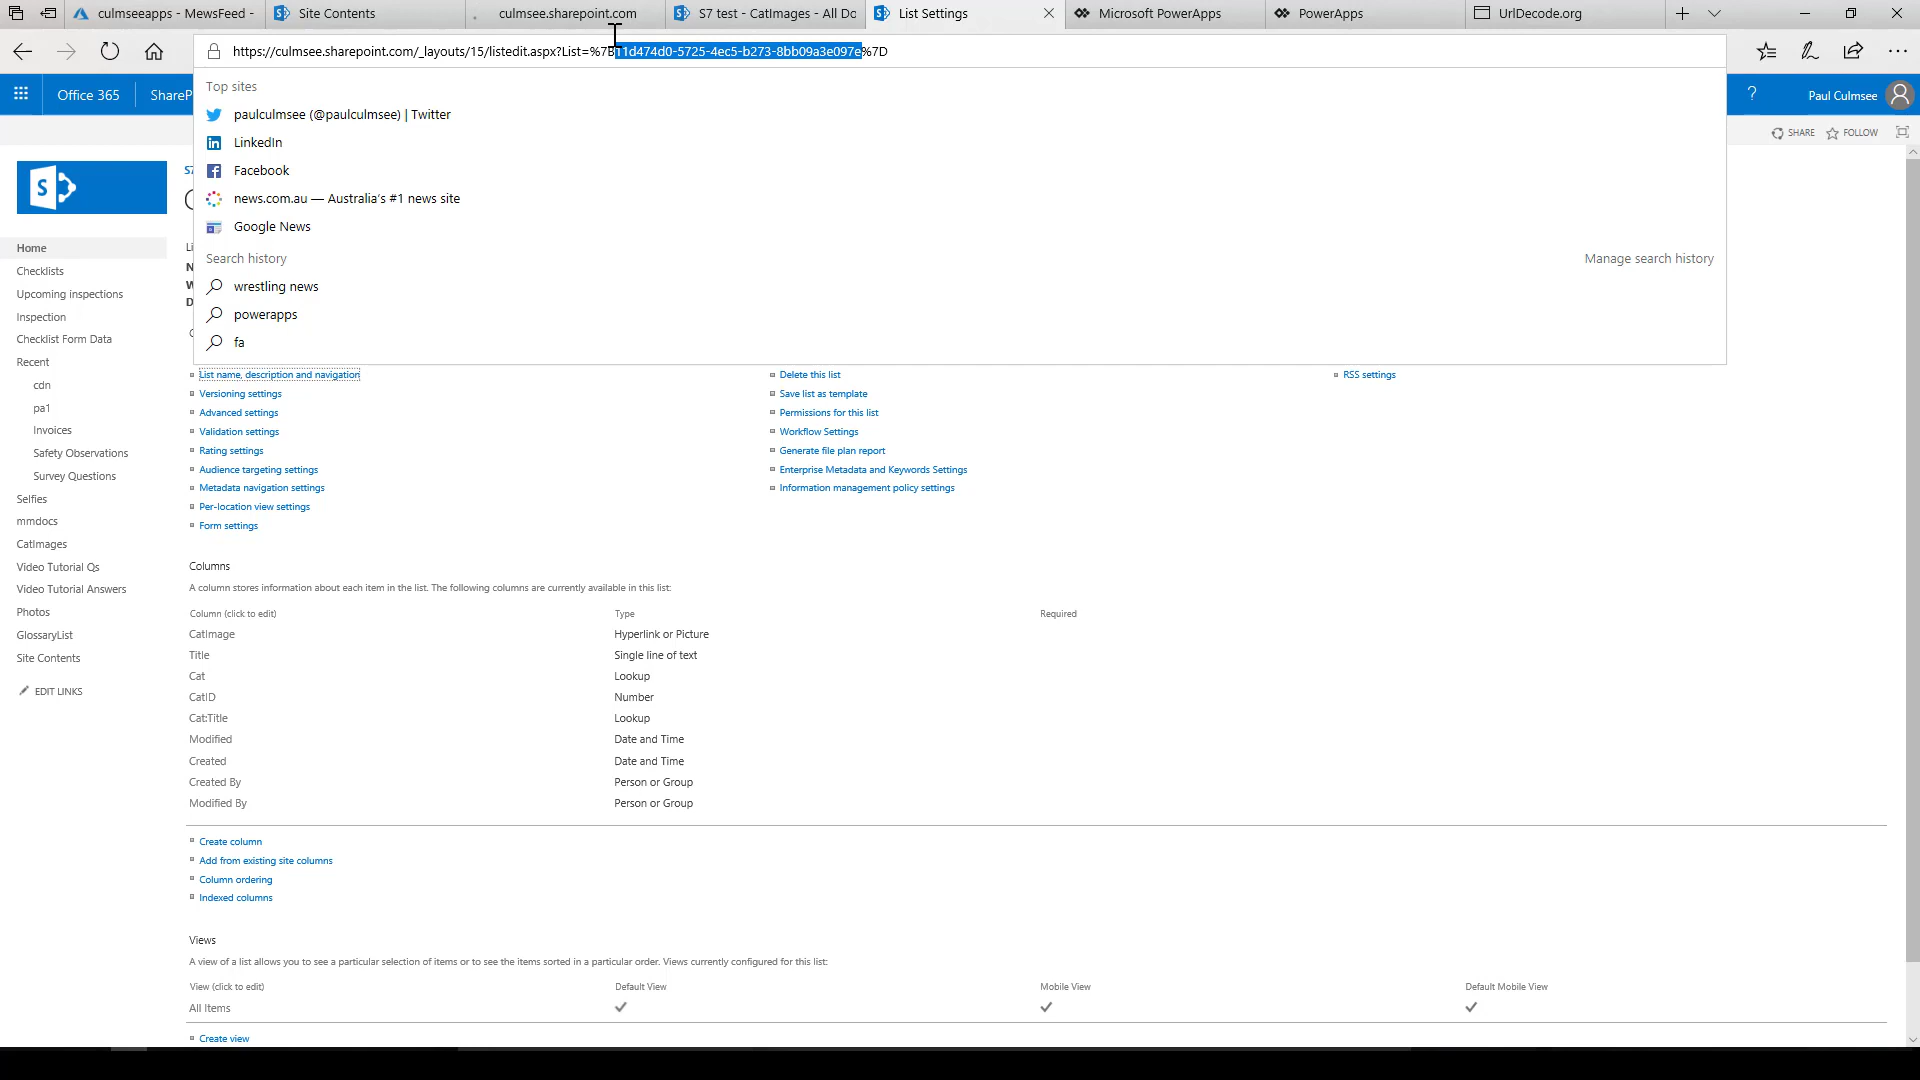 culmseeapps - MewsFeed -
Site Contents
culmsee.sharepoint.com
S7 test - CatImages - All Do
List Settings
Microsoft PowerApps
PowerApps
UrlDecode.org
https://culmsee.sharepoint.com/_layouts/15/listedit.aspx?List=%7B11d474d0-5725-4ec5-b273-8bb09a3e097e%7D
Top sites
Office 365
ShareP
?
Paul Culmsee
paulculmsee (@paulculmsee) | Twitter
LinkedIn
SHARE
FOLLOW
Facebook
news.com.au — Australia's #1 news site
Google News
Search history
Manage search history
wrestling news
powerapps
fa
S7
Home
Checklists
Upcoming inspections
Inspection
Checklist Form Data
Recent
cdn
pa1
Invoices
Safety Observations
Survey Questions
Selfies
mmdocs
CatImages
Video Tutorial Qs
Video Tutorial Answers
Photos
GlossaryList
Site Contents
EDIT LINKS
List name, description and navigation
Versioning settings
Advanced settings
Validation settings
Rating settings
Audience targeting settings
Metadata navigation settings
Per-location view settings
Form settings
Delete this list
Save list as template
Permissions for this list
Workflow Settings
Generate file plan report
Enterprise Metadata and Keywords Settings
Information management policy settings
RSS settings
Columns
A column stores information about each item in the list. The following columns are currently available in this list:
Column (click to edit) Type Required
CatImage Hyperlink or Picture
Title Single line of text
Cat Lookup
CatID Number
Cat:Title Lookup
Modified Date and Time
Created Date and Time
Created By Person or Group
Modified By Person or Group
Create column
Add from existing site columns
Column ordering
Indexed columns
Views
A view of a list allows you to see a particular selection of items or to see the items sorted in a particular order. Views currently configured for this list:
View (click to edit) Default View Mobile View Default Mobile View
All Items
Create view